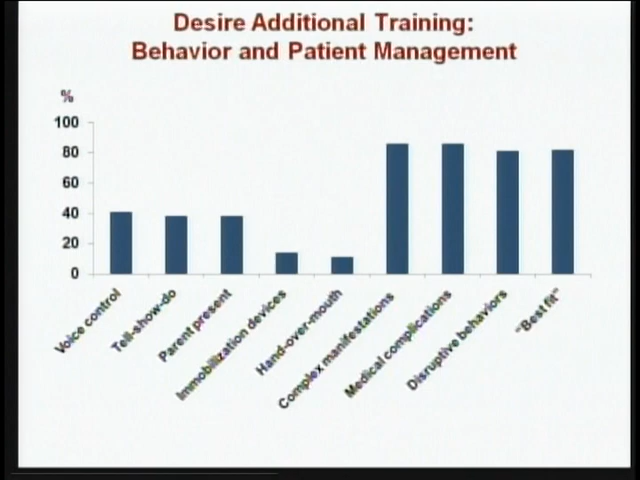 Desire Additional Training:
Behavior and Patient Management
%
100
80
60
40
20
0
Voice control
Tell-show-do
Parent present
Immobilization devices
Hand-over-mouth
Complex manifestations
Medical complications
Disruptive behaviors
"Best fit"